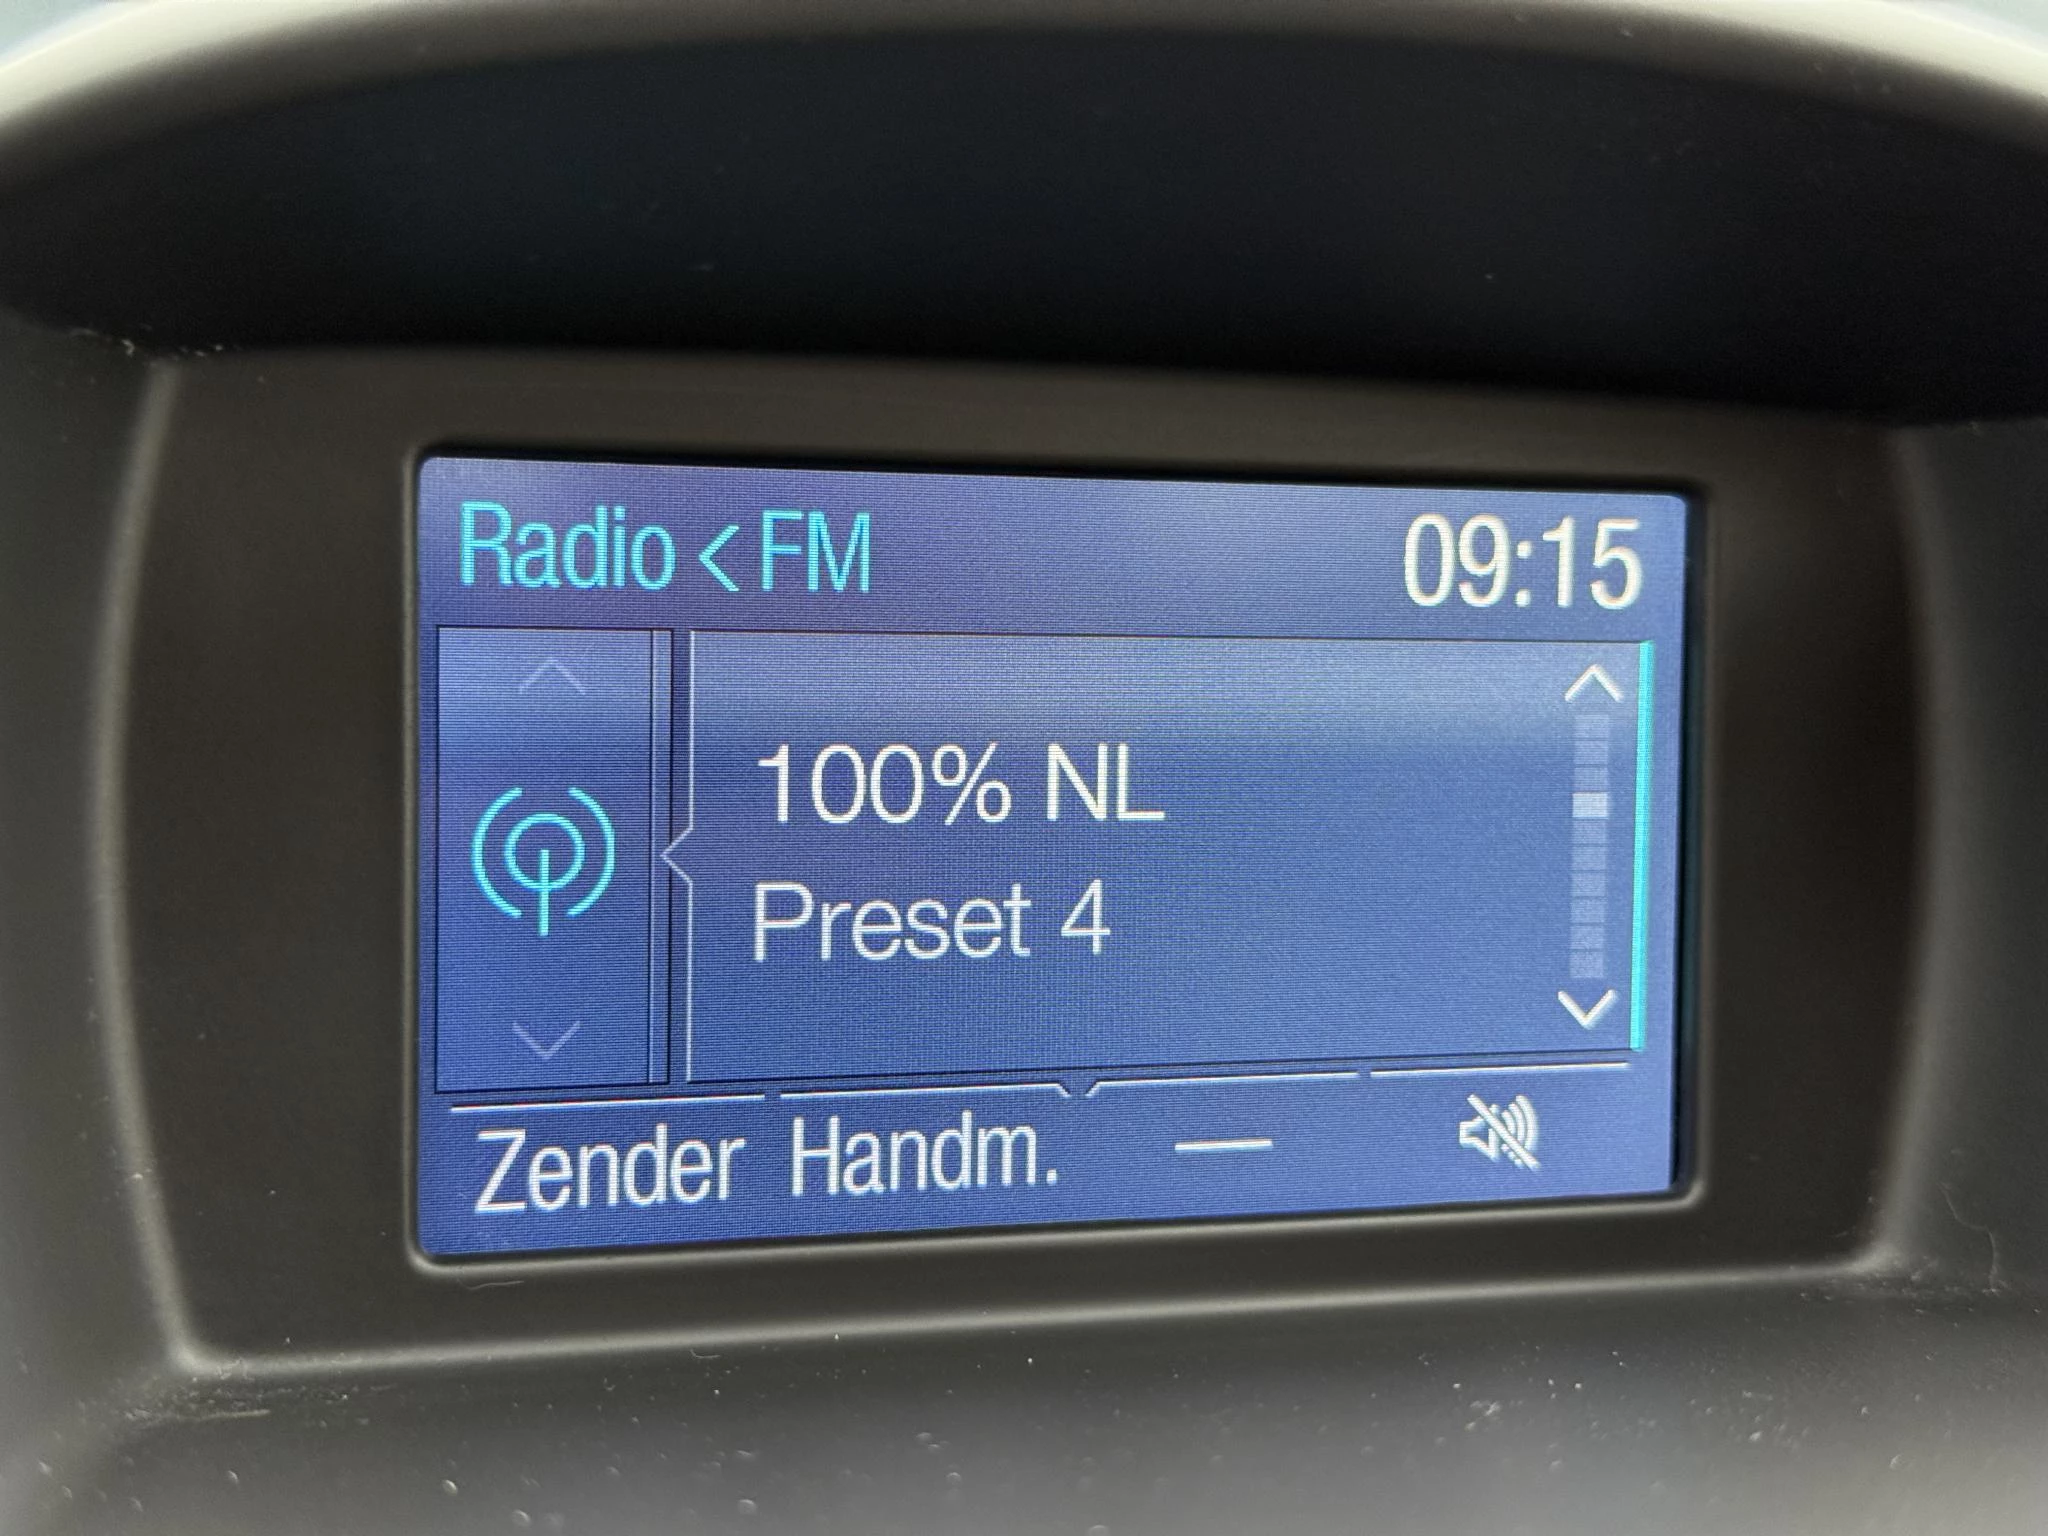 Radio < FM 09:15
100% NL
Preset 4
Zender Handm. —